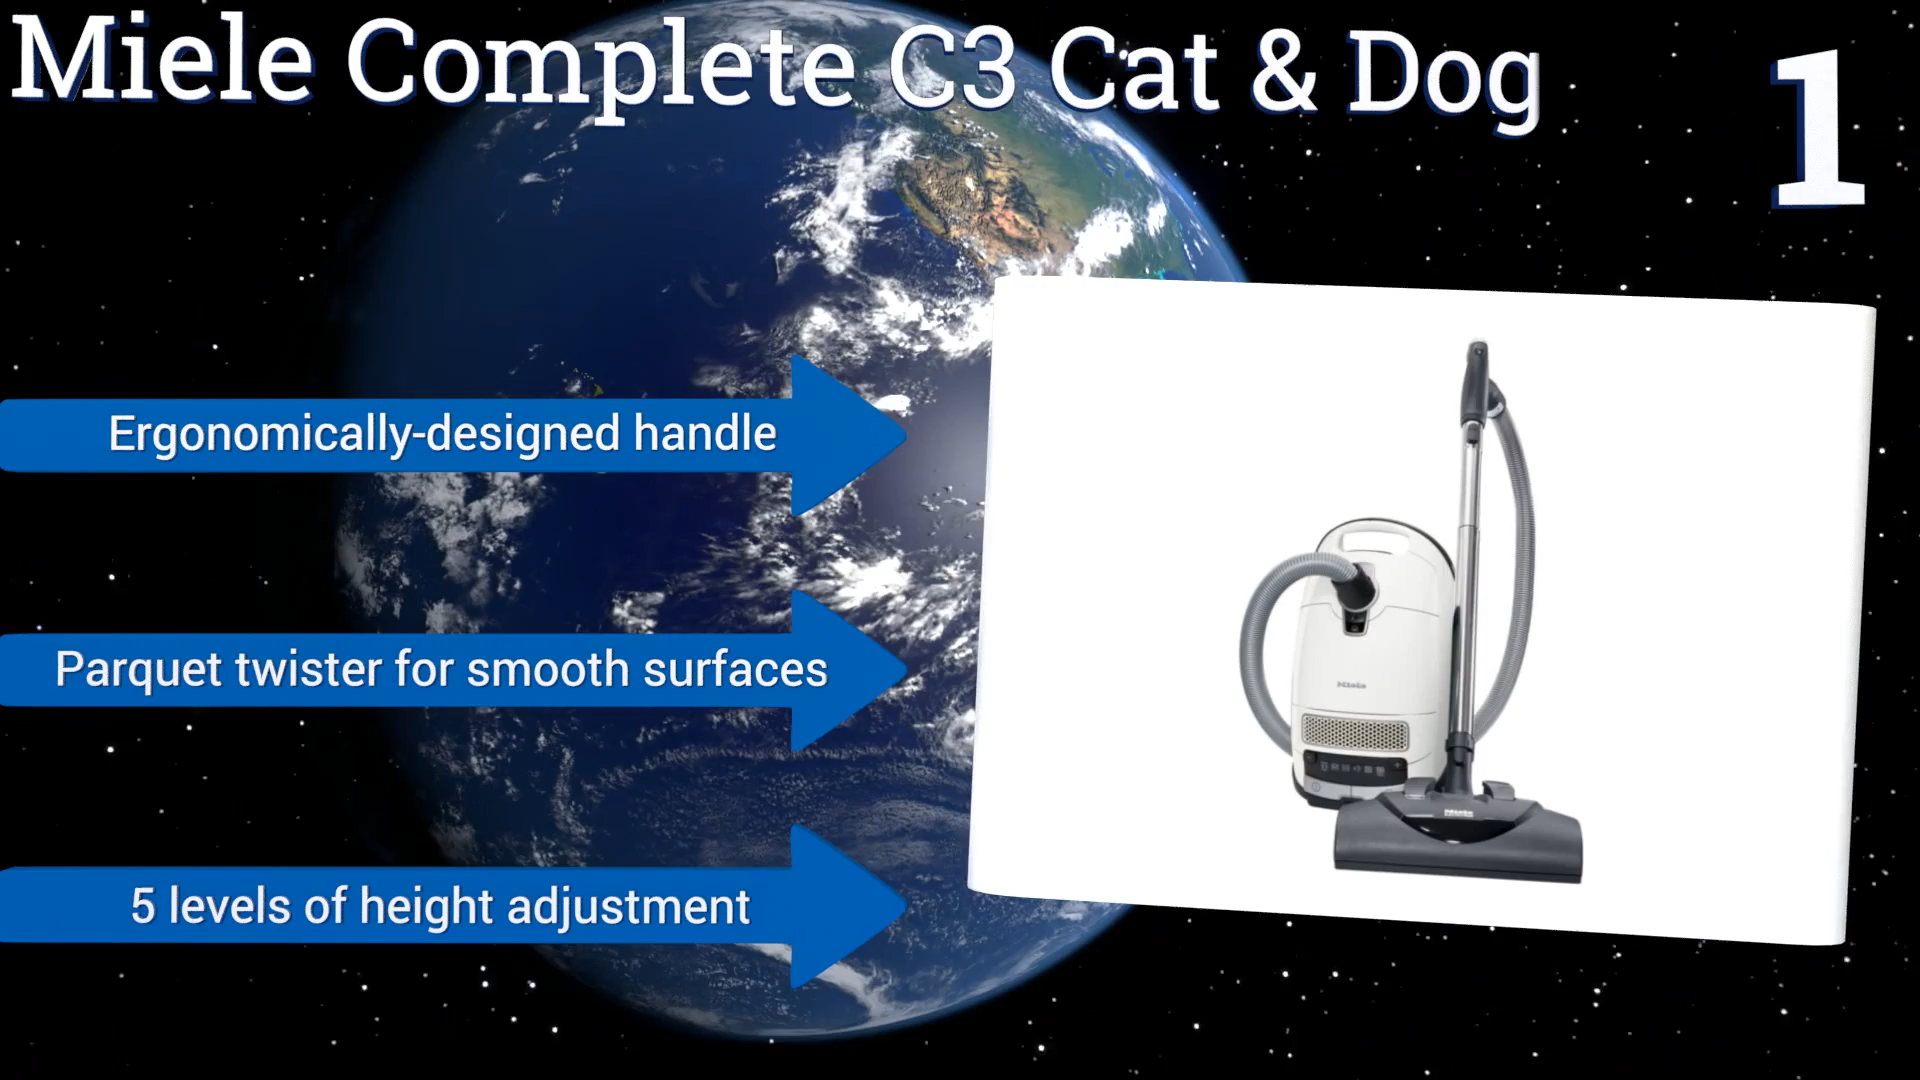 Miele Complete C3 Cat & Dog
1
Ergonomically-designed handle
Parquet twister for smooth surfaces
5 levels of height adjustment
Miele